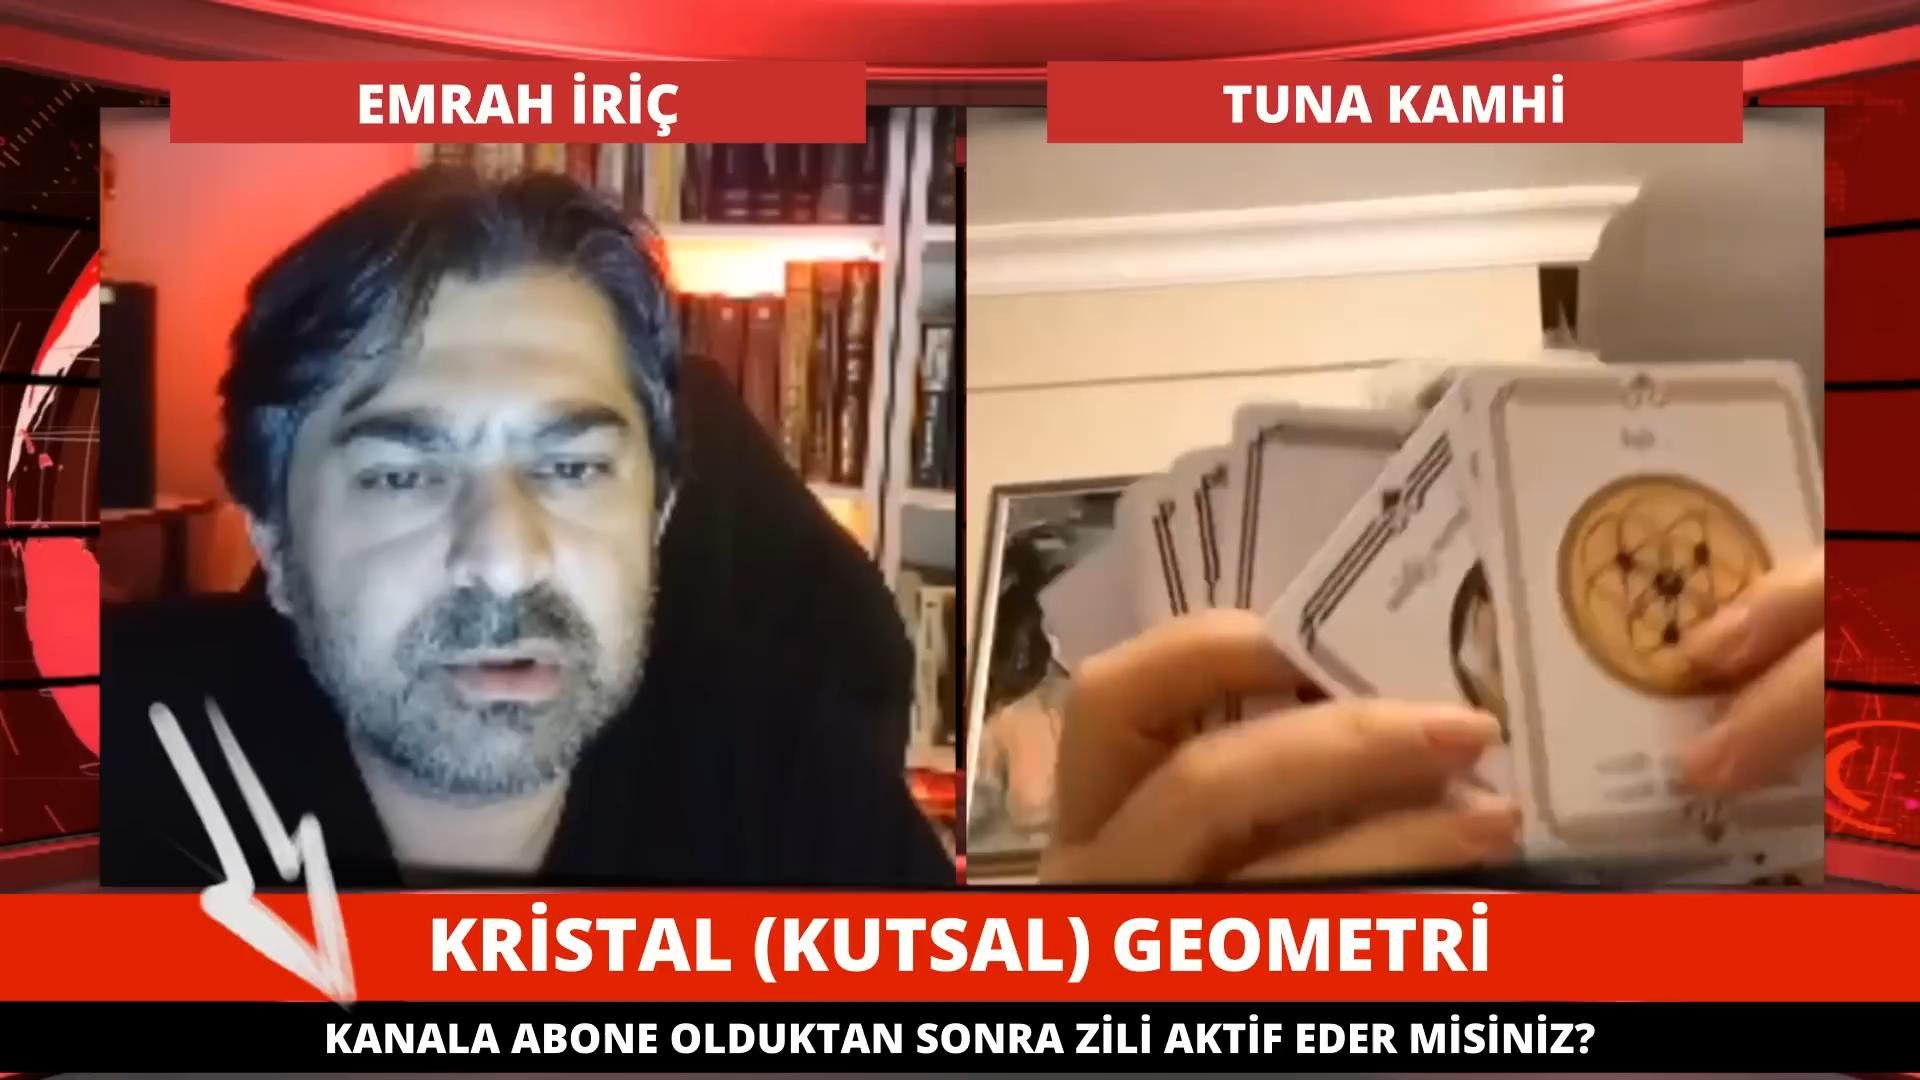 EMRAH İRİÇ
TUNA KAMHİ
KRİSTAL (KUTSAL) GEOMETRİ
KANALA ABONE OLDUKTAN SONRA ZİLİ AKTİF EDER MİSİNİZ?